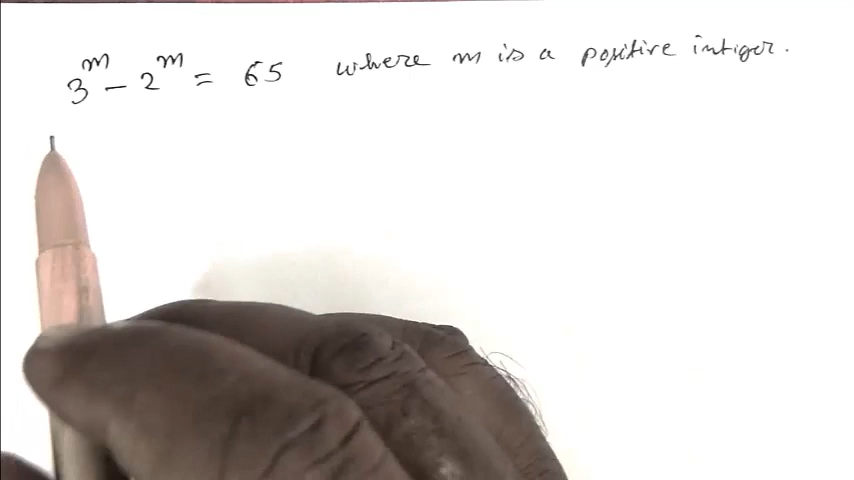 3^m - 2^m = 65 where m is a positive intiger.